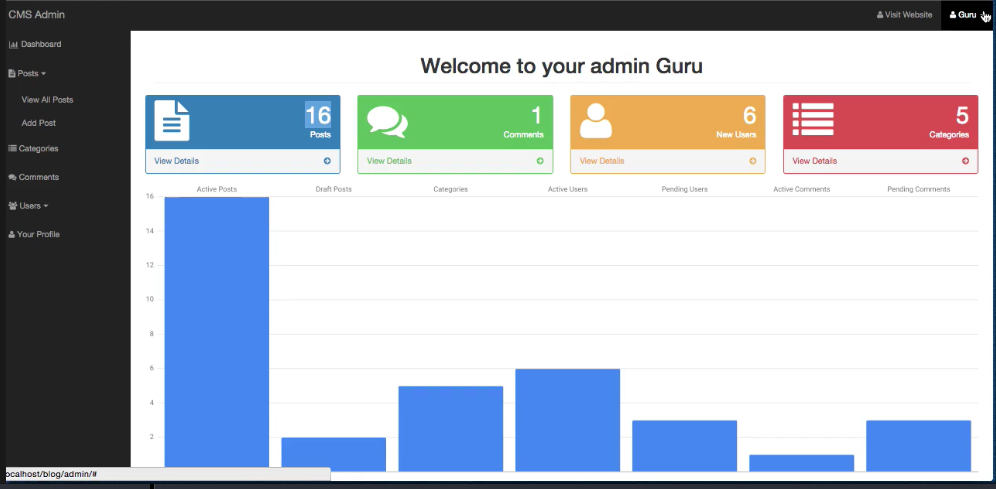 CMS Admin
Visit Website
Guru
Dashboard
Posts
View All Posts
Add Post
Categories
Comments
Users
Your Profile
Welcome to your admin Guru
16
Posts
View Details
1
Comments
View Details
6
New Users
View Details
5
Categories
View Details
Active Posts
Draft Posts
Categories
Active Users
Pending Users
Active Comments
Pending Comments
16
14
12
10
8
6
4
2
ocalhost/blog/admin/#